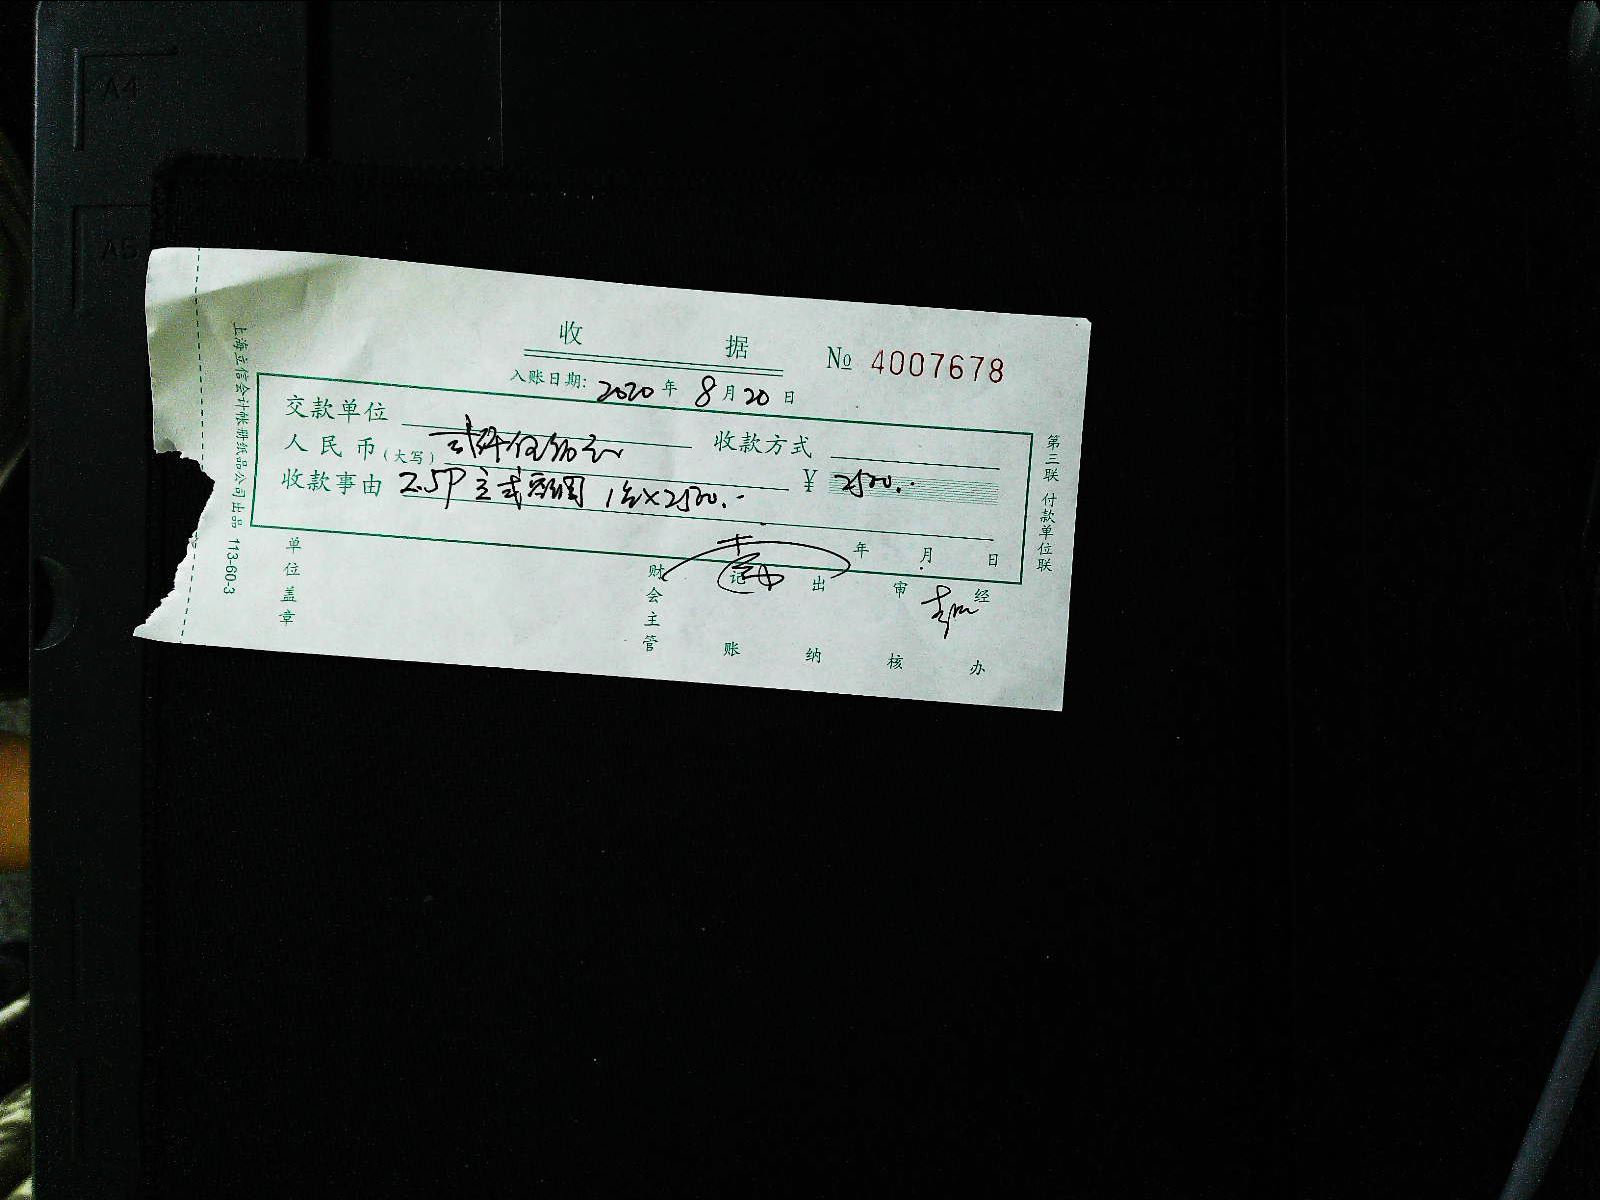 A4
A5
收 据
№ 4007678
入账日期: 2020 年 8 月 20 日
交款单位 收款方式
人民币(大写) 贰仟伍佰元 ¥ 2500.-
收款事由 2.5P 立式空调 1台×2500.-
年 月 日
单位盖章 财会主管 记账 出纳 审核 经办
第三联 付款单位联
上海立信会计帐册纸品公司出品 113-60-3